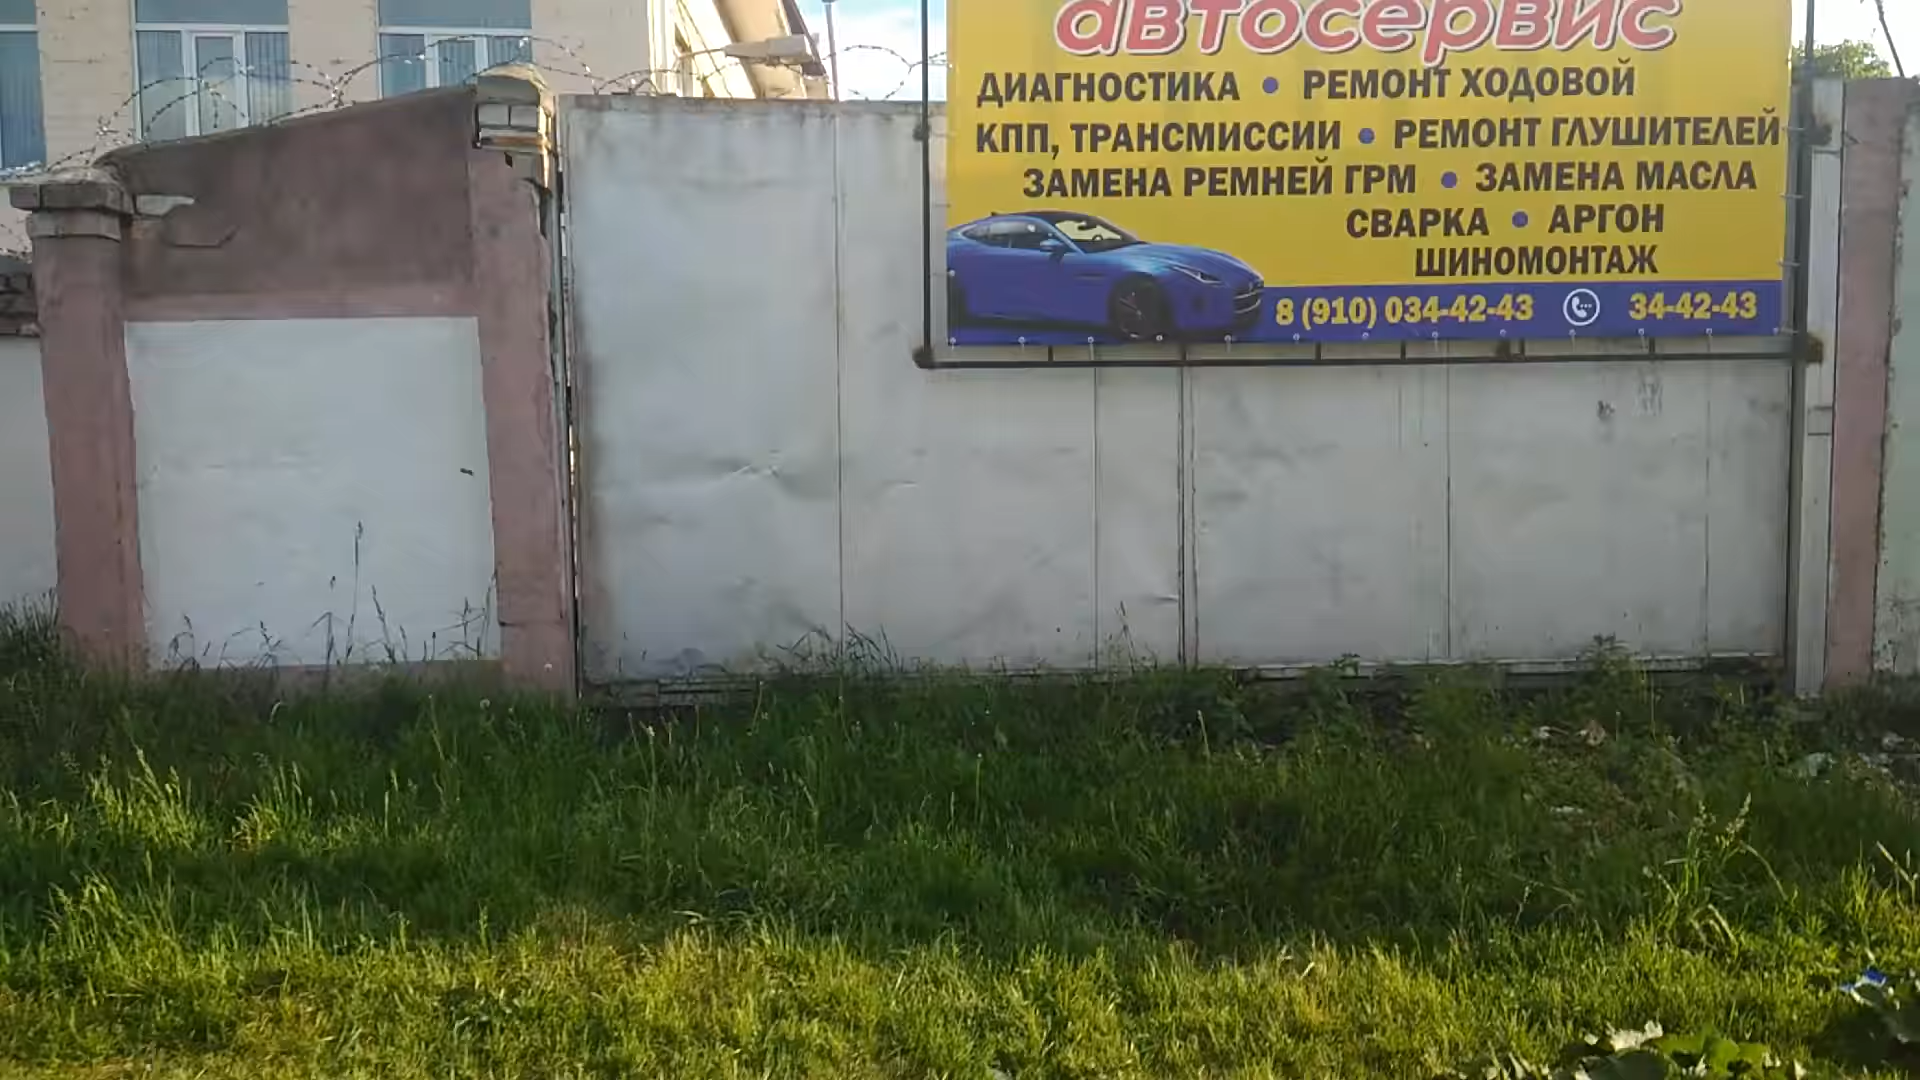 автосервис
ДИАГНОСТИКА • РЕМОНТ ХОДОВОЙ
КПП, ТРАНСМИССИИ • РЕМОНТ ГЛУШИТЕЛЕЙ
ЗАМЕНА РЕМНЕЙ ГРМ • ЗАМЕНА МАСЛА
СВАРКА • АРГОН
ШИНОМОНТАЖ
8 (910) 034-42-43 34-42-43